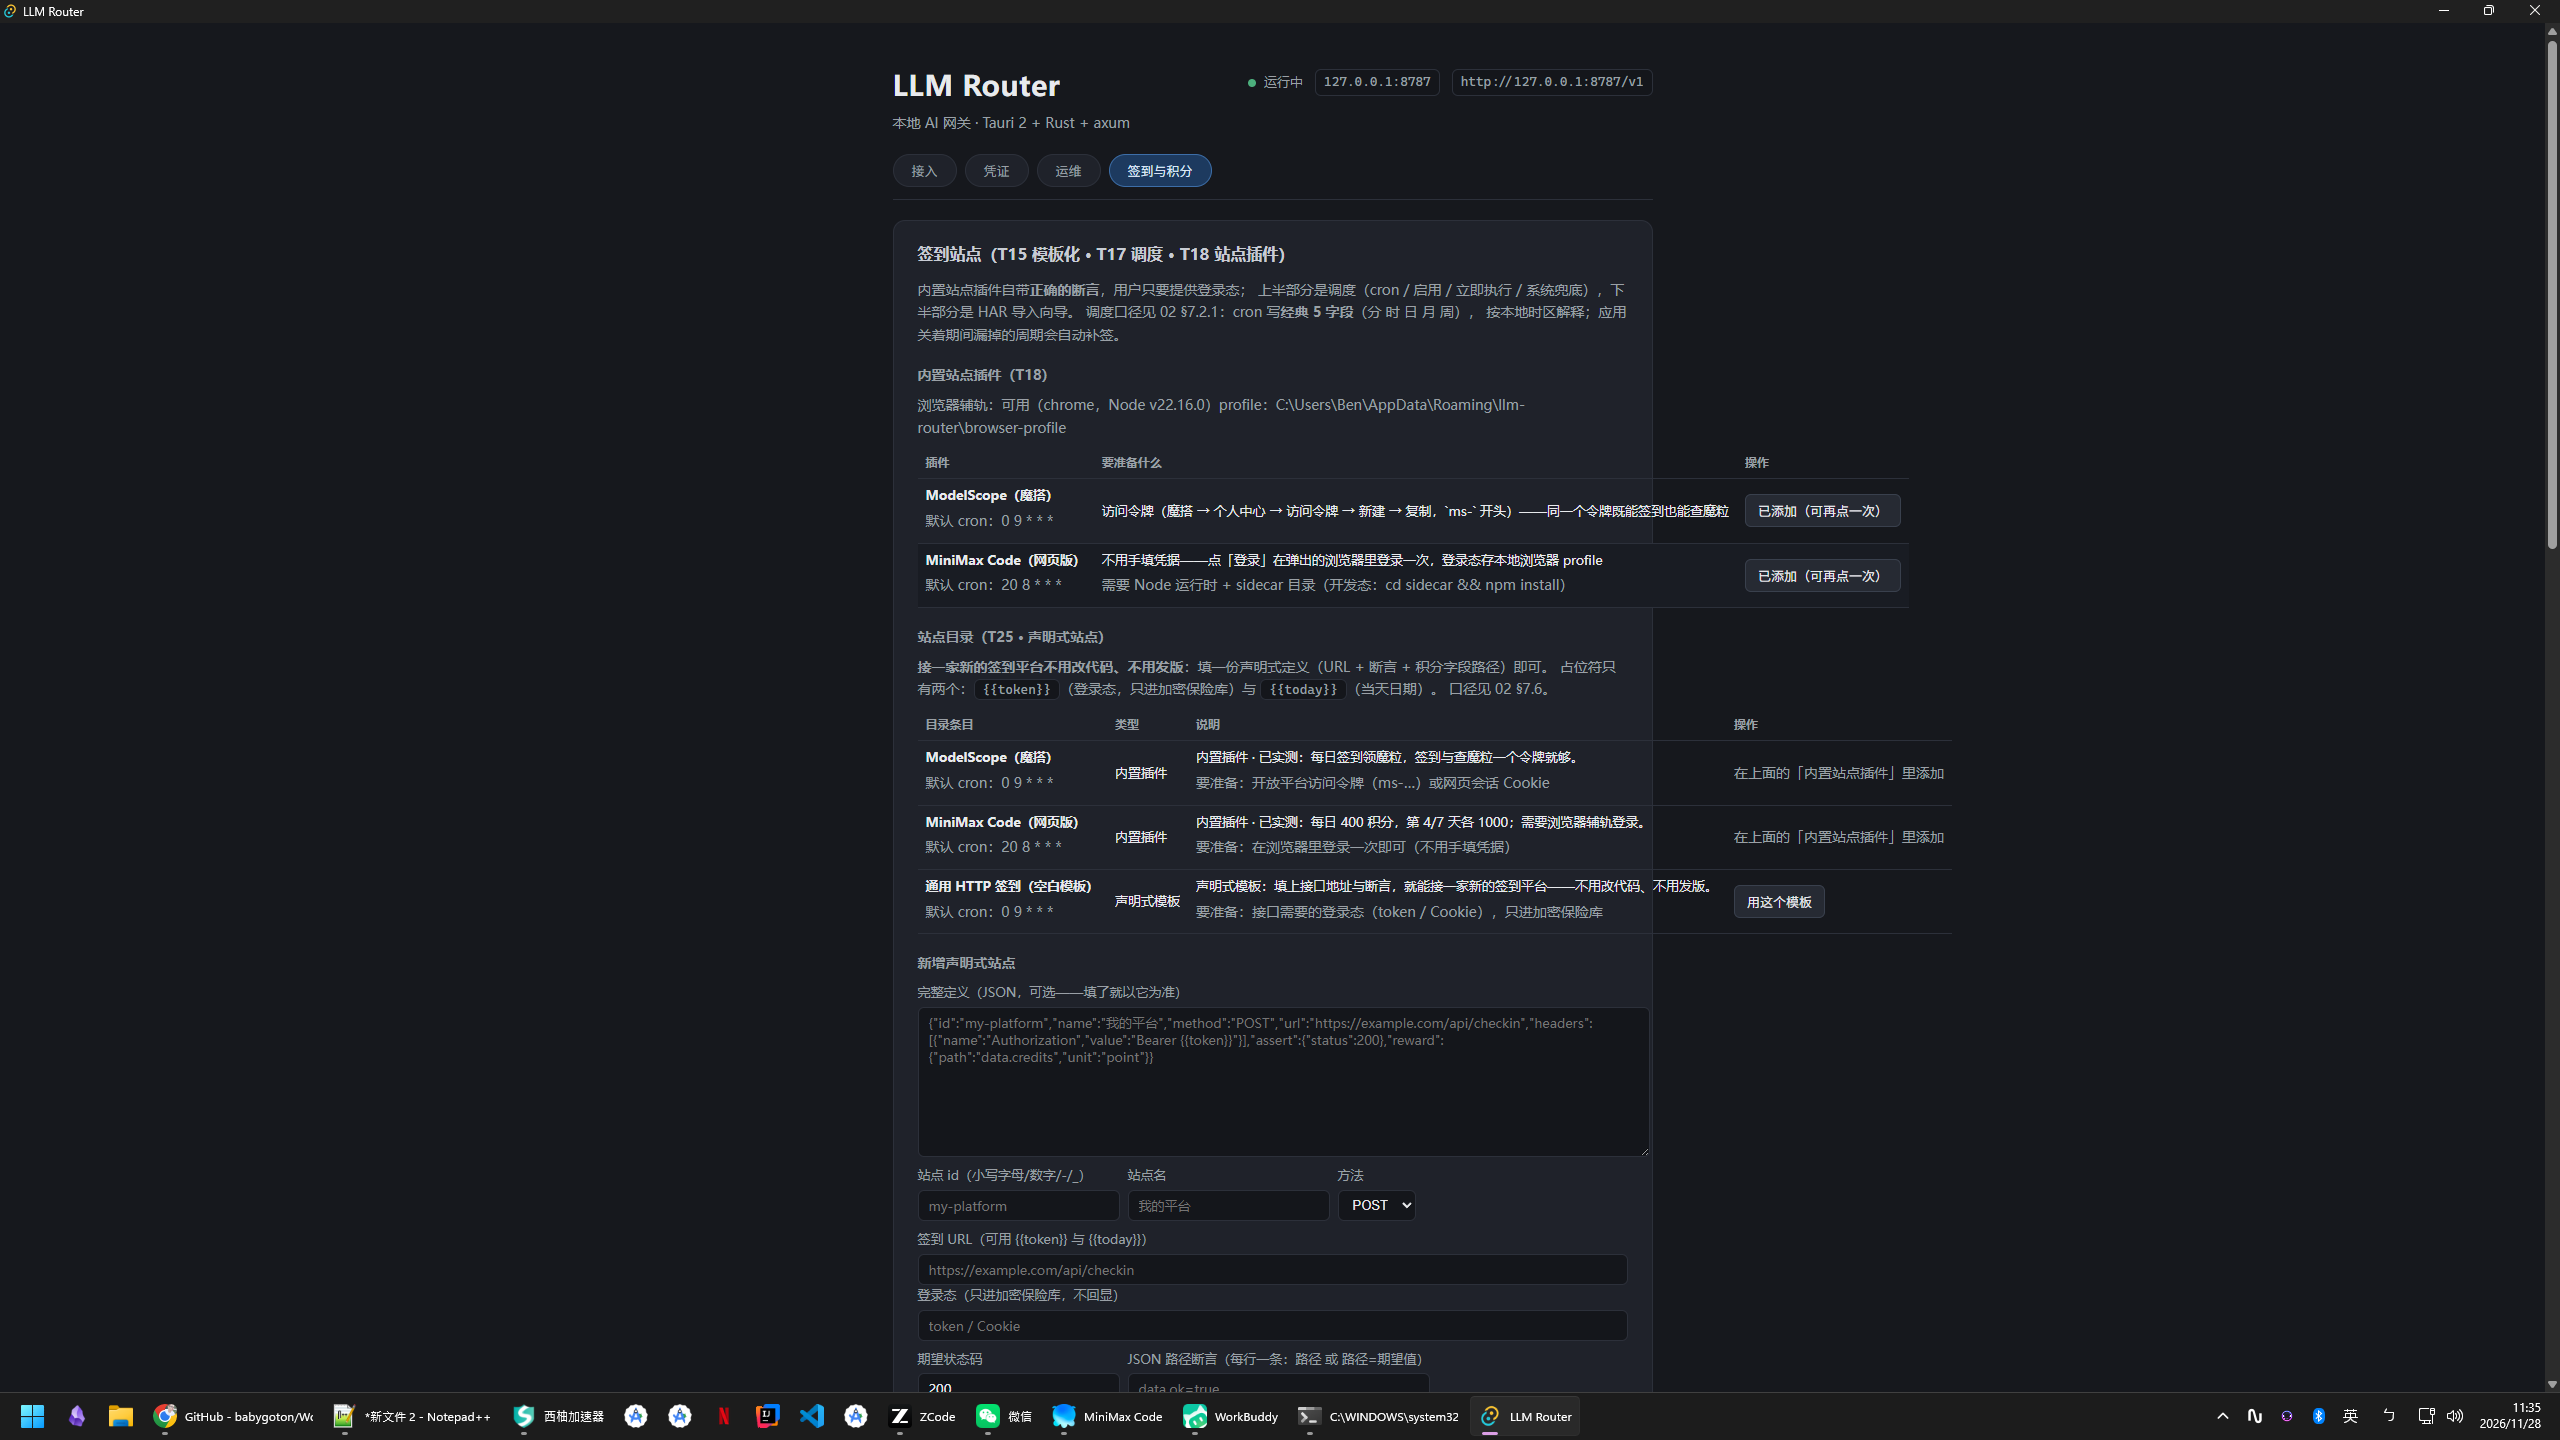 LLM Router
LLM Router
运行中 127.0.0.1:8787 http://127.0.0.1:8787/v1
本地 AI 网关 · Tauri 2 + Rust + axum
接入 凭证 运维 签到与积分
签到站点（T15 模板化 • T17 调度 • T18 站点插件）
内置站点插件自带正确的断言，用户只要提供登录态； 上半部分是调度（cron / 启用 / 立即执行 / 系统兜底），下
半部分是 HAR 导入向导。 调度口径见 02 §7.2.1：cron 写经典 5 字段（分 时 日 月 周）， 按本地时区解释；应用
关着期间漏掉的周期会自动补签。
内置站点插件（T18）
浏览器辅轨：可用（chrome，Node v22.16.0）profile：C:\Users\Ben\AppData\Roaming\llm-
router\browser-profile
插件 要准备什么 操作
ModelScope（魔搭）
默认 cron：0 9 * * *
访问令牌（魔搭 → 个人中心 → 访问令牌 → 新建 → 复制，`ms-` 开头）——同一个令牌既能签到也能查魔粒
已添加（可再点一次）
MiniMax Code（网页版）
默认 cron：20 8 * * *
不用手填凭据——点「登录」在弹出的浏览器里登录一次，登录态存本地浏览器 profile
需要 Node 运行时 + sidecar 目录（开发态：cd sidecar && npm install）
已添加（可再点一次）
站点目录（T25 • 声明式站点）
接一家新的签到平台不用改代码、不用发版：填一份声明式定义（URL + 断言 + 积分字段路径）即可。 占位符只
有两个： {{token}} （登录态，只进加密保险库）与 {{today}} （当天日期）。 口径见 02 §7.6。
目录条目 类型 说明 操作
ModelScope（魔搭）
默认 cron：0 9 * * *
内置插件
内置插件 · 已实测：每日签到领魔粒，签到与查魔粒一个令牌就够。
要准备：开放平台访问令牌（ms-...）或网页会话 Cookie
在上面的「内置站点插件」里添加
MiniMax Code（网页版）
默认 cron：20 8 * * *
内置插件
内置插件 · 已实测：每日 400 积分，第 4/7 天各 1000；需要浏览器辅轨登录。
要准备：在浏览器里登录一次即可（不用手填凭据）
在上面的「内置站点插件」里添加
通用 HTTP 签到（空白模板）
默认 cron：0 9 * * *
声明式模板
声明式模板：填上接口地址与断言，就能接一家新的签到平台——不用改代码、不用发版。
要准备：接口需要的登录态（token / Cookie），只进加密保险库
用这个模板
新增声明式站点
完整定义（JSON，可选——填了就以它为准）
{"id":"my-platform","name":"我的平台","method":"POST","url":"https://example.com/api/checkin","headers":
[{"name":"Authorization","value":"Bearer {{token}}"}],"assert":{"status":200},"reward":
{"path":"data.credits","unit":"point"}}
站点 id（小写字母/数字/-/_） 站点名 方法
my-platform 我的平台 POST
签到 URL（可用 {{token}} 与 {{today}}）
https://example.com/api/checkin
登录态（只进加密保险库，不回显）
token / Cookie
期望状态码 JSON 路径断言（每行一条：路径 或 路径=期望值）
200 data.ok=true
GitHub - babygoton/Wo *新文件 2 - Notepad++ 西柚加速器 ZCode 微信 MiniMax Code WorkBuddy C:\WINDOWS\system32 LLM Router 英 11:35
2026/11/28